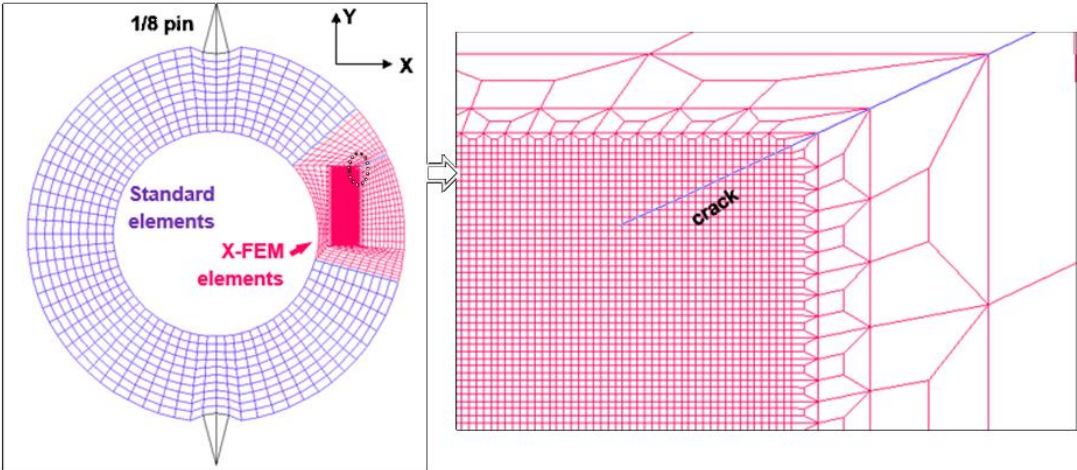 1/8 pin
Y
X
Standard
elements
X-FEM
elements
crack